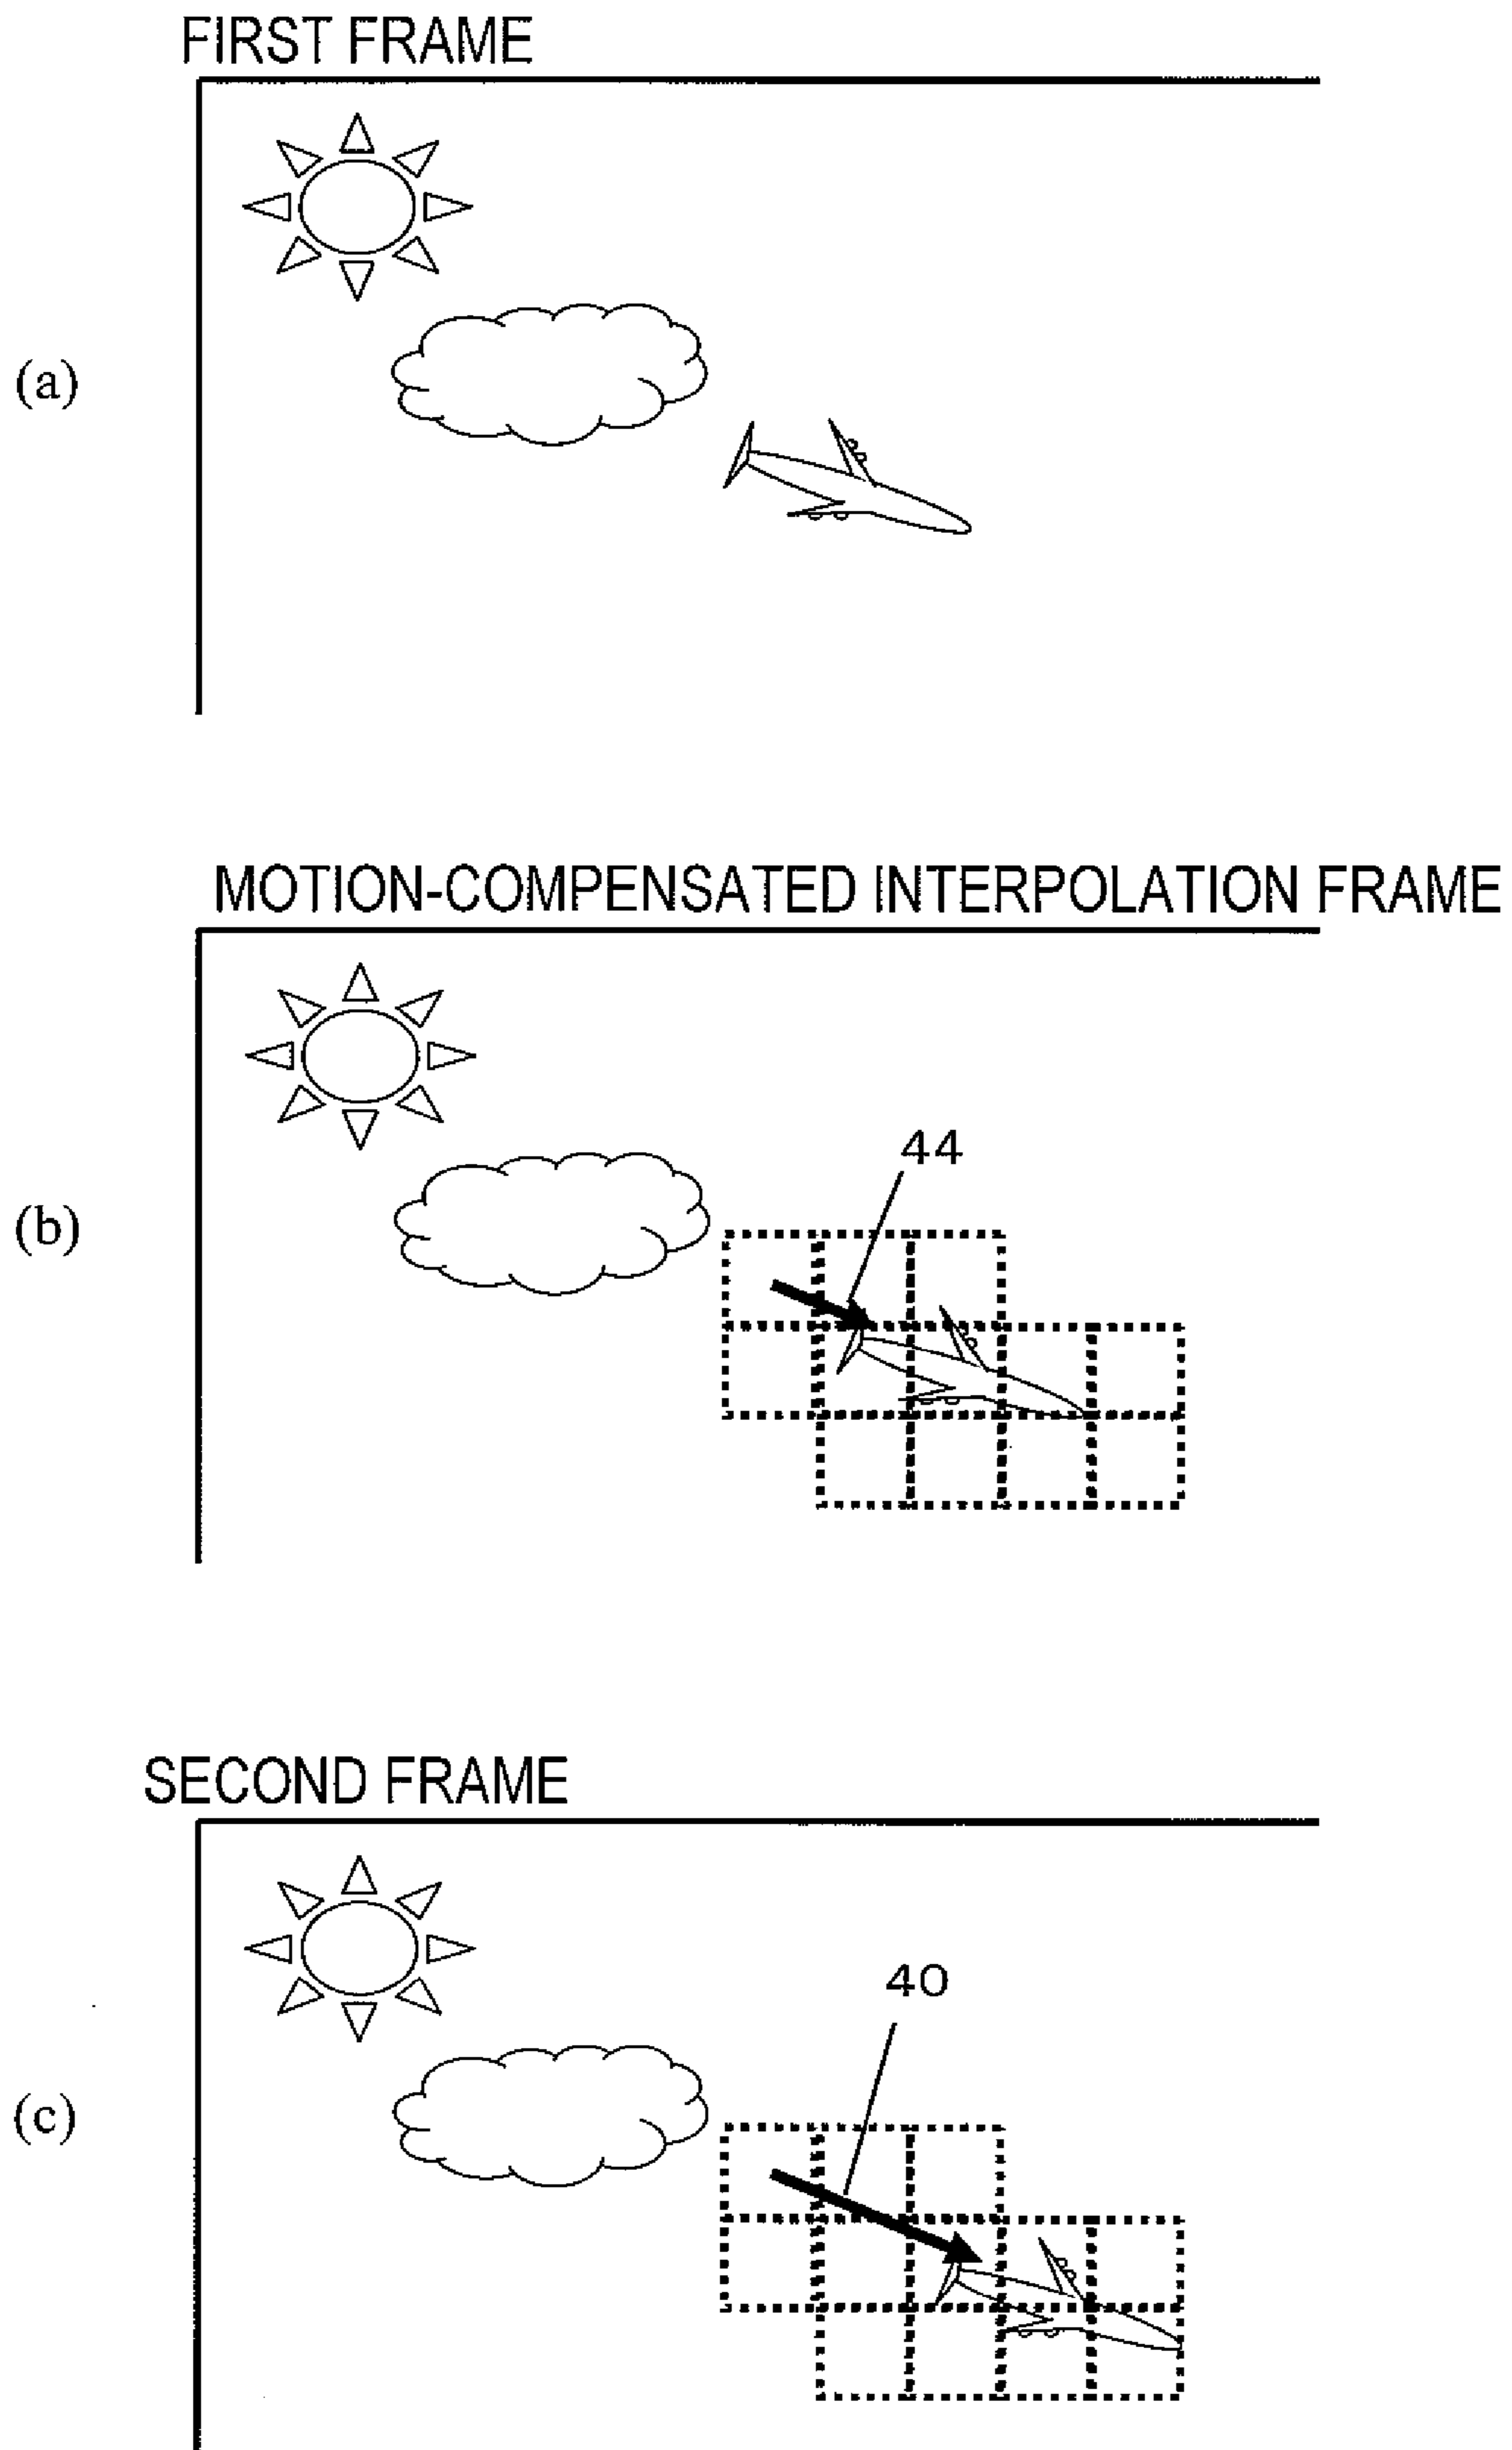 FIRST FRAME
(a)
MOTION-COMPENSATED INTERPOLATION FRAME
44
(b)
SECOND FRAME
40
(c)